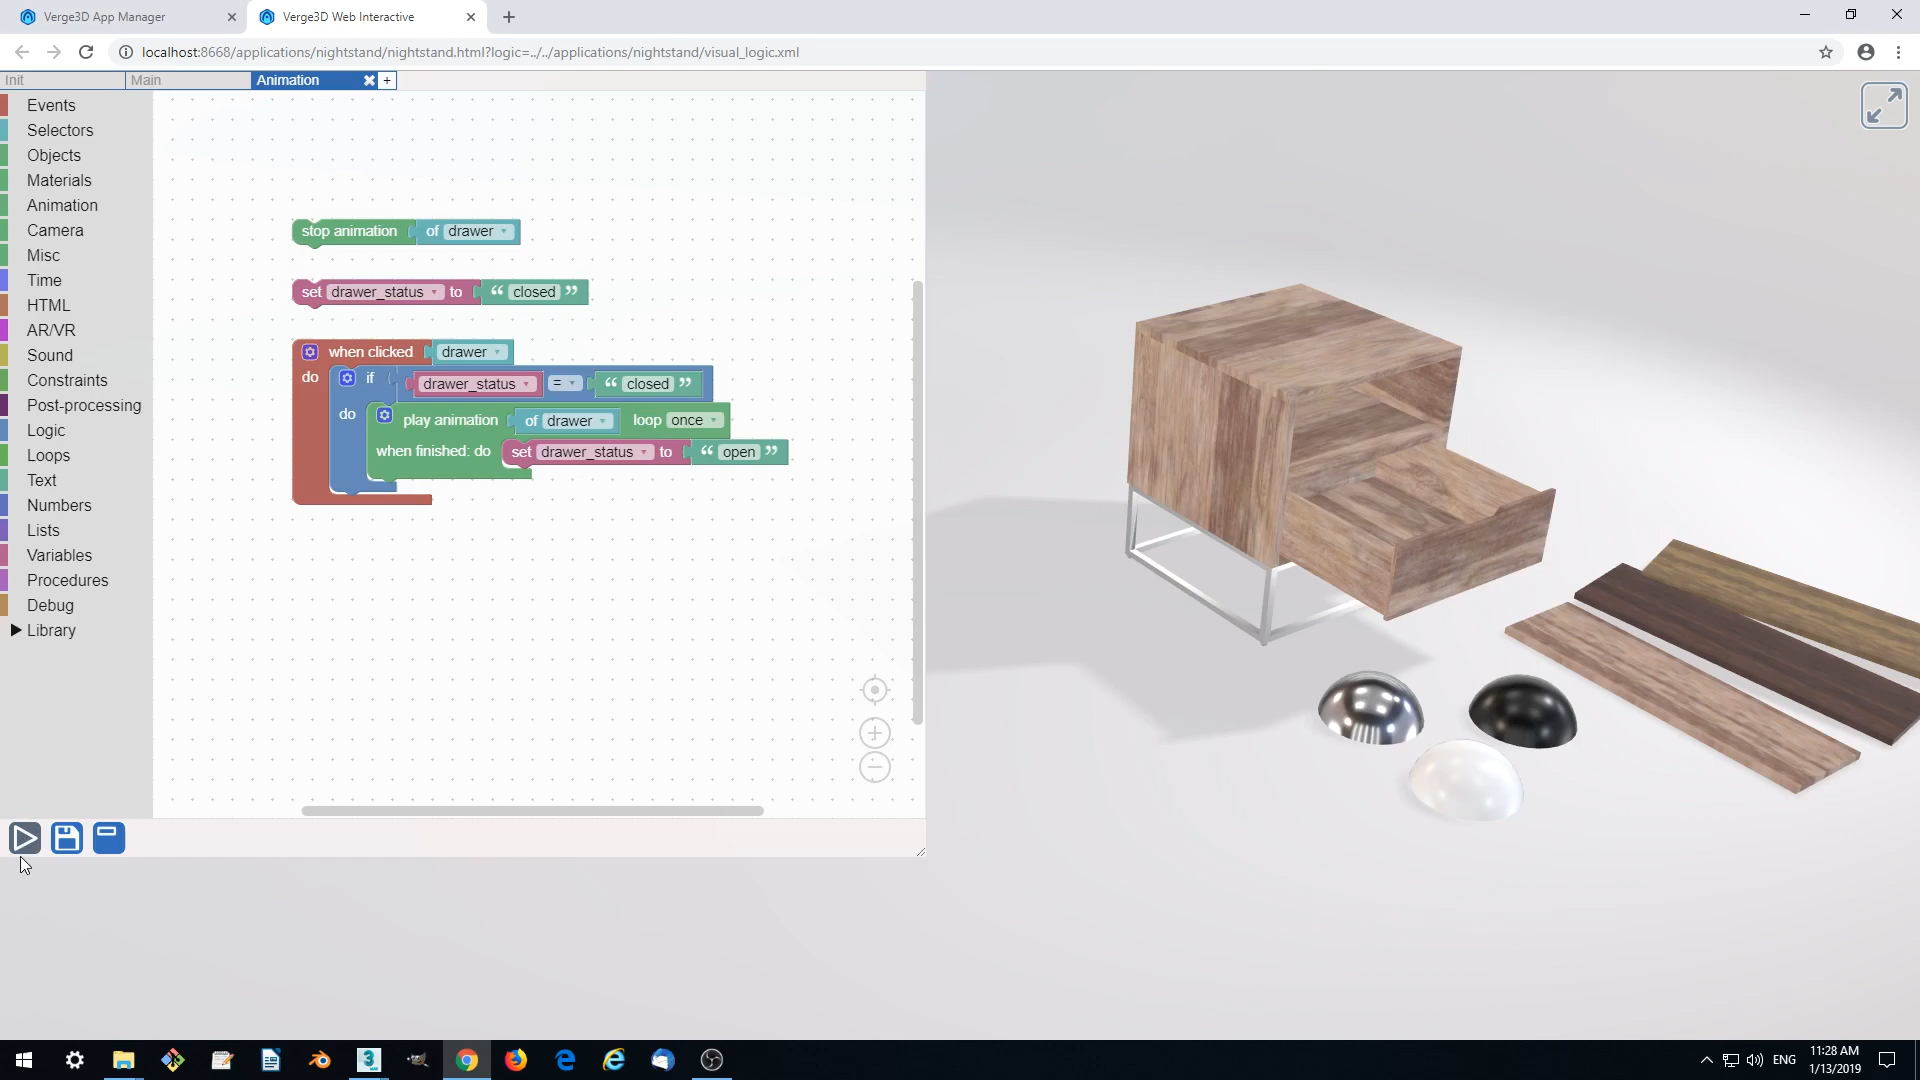 Verge3D App Manager
Verge3D Web Interactive
localhost:8668/applications/nightstand/nightstand.html?logic=../../applications/nightstand/visual_logic.xml
Init
Main
Animation
Events
Selectors
Objects
Materials
Animation
Camera
Misc
Time
HTML
AR/VR
Sound
Constraints
Post-processing
Logic
Loops
Text
Numbers
Lists
Variables
Procedures
Debug
Library
stop animation of drawer
set drawer_status to “ closed ”
when clicked drawer
do if drawer_status = “ closed ”
do play animation of drawer loop once
when finished: do set drawer_status to “ open ”
ENG
11:28 AM
1/13/2019